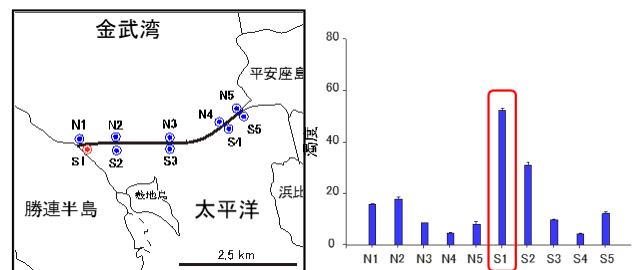 金武湾
平安座島
N1 N2 N3 N4 N5
S1 S2 S3 S4 S5
勝連半島
藪地島
太平洋
浜比
2.5 km
濁度
80
60
40
20
0
N1 N2 N3 N4 N5 S1 S2 S3 S4 S5